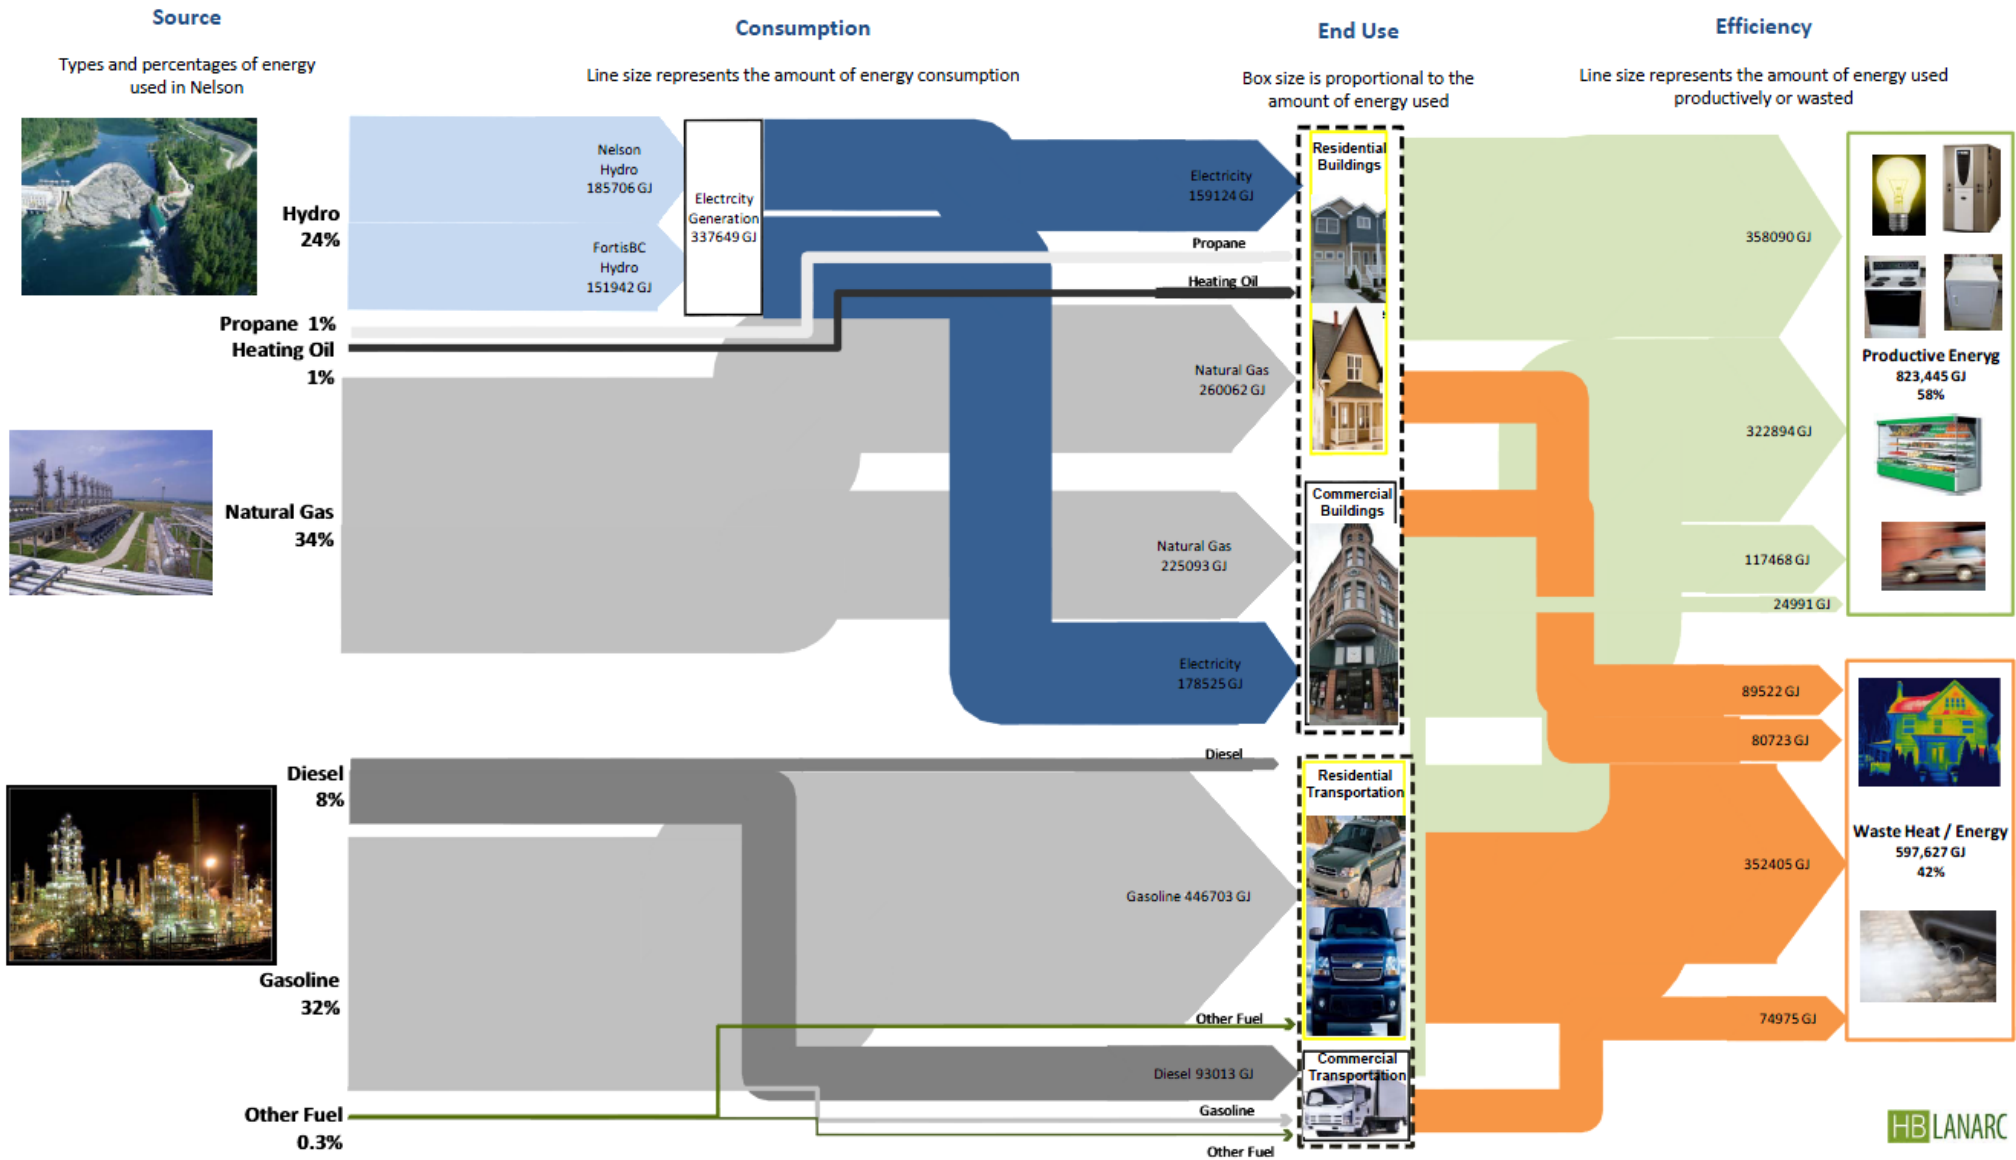 Source
Types and percentages of energy
used in Nelson
Consumption
Line size represents the amount of energy consumption
End Use
Box size is proportional to the
amount of energy used
Efficiency
Line size represents the amount of energy used
productively or wasted
Hydro
24%
Propane 1%
Heating Oil
1%
Natural Gas
34%
Diesel
8%
Gasoline
32%
Other Fuel
0.3%
Nelson
Hydro
185706 GJ
FortisBC
Hydro
151942 GJ
Electrcity
Generation
337649 GJ
Electricity
159124 GJ
Propane
Heating Oil
Natural Gas
260062 GJ
Natural Gas
225093 GJ
Electricity
178525 GJ
Diesel
Gasoline 446703 GJ
Other Fuel
Diesel 93013 GJ
Gasoline
Other Fuel
Residential
Buildings
Commercial
Buildings
Residential
Transportation
Commercial
Transportation
358090 GJ
322894 GJ
117468 GJ
24991 GJ
89522 GJ
80723 GJ
352405 GJ
74975 GJ
Productive Eneryg
823,445 GJ
58%
Waste Heat / Energy
597,627 GJ
42%
HB LANARC